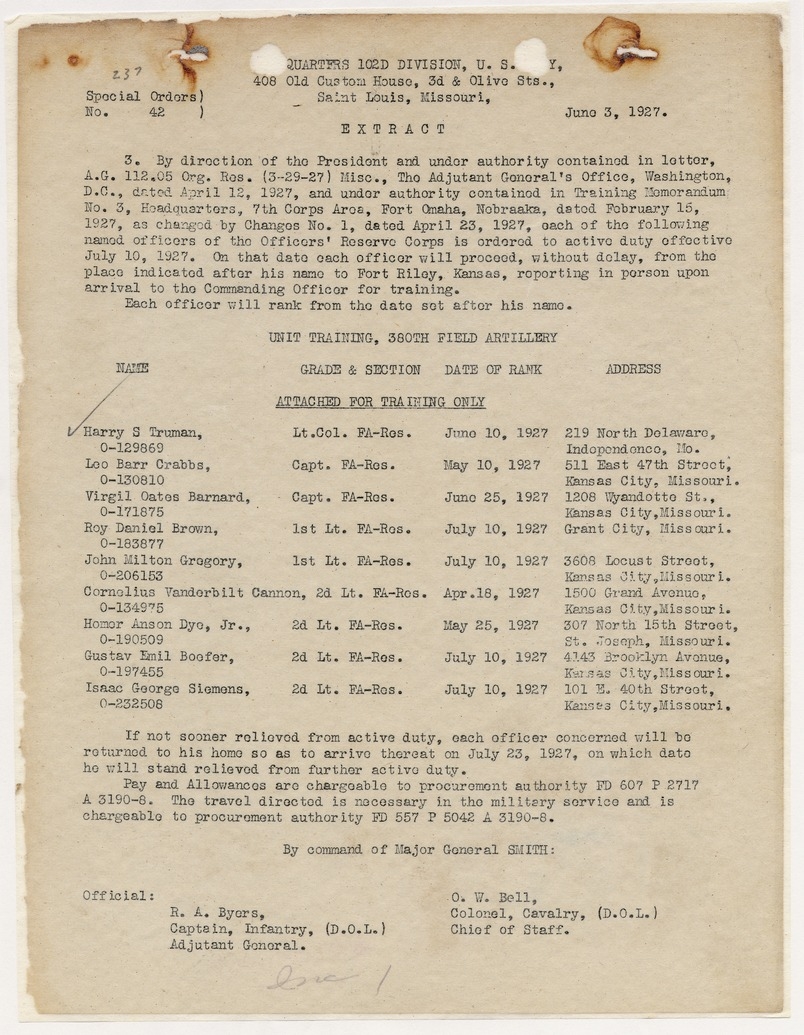 237
QUARTERS 102D DIVISION, U. S. Y,
408 Old Custom House, 3d & Olive Sts.,
Special Orders) Saint Louis, Missouri,
No. 42 ) June 3, 1927.
E X T R A C T
3. By direction of the President and under authority contained in letter,
A.G. 112.05 Org. Res. (3-29-27) Misc., The Adjutant General's Office, Washington,
D.C., dated April 12, 1927, and under authority contained in Training Memorandum
No. 3, Headquarters, 7th Corps Area, Fort Omaha, Nebraaka, dated February 15,
1927, as changed by Changes No. 1, dated April 23, 1927, each of the following
named officers of the Officers' Reserve Corps is ordered to active duty effective
July 10, 1927. On that date each officer will proceed, without delay, from the
place indicated after his name to Fort Riley, Kansas, reporting in person upon
arrival to the Commanding Officer for training.
Each officer will rank from the date set after his name.
UNIT TRAINING, 380TH FIELD ARTILLERY
NAME GRADE & SECTION DATE OF RANK ADDRESS
ATTACHED FOR TRAINING ONLY
Harry S Truman, Lt.Col. FA-Res. June 10, 1927 219 North Delaware,
0-129869 Independence, Mo.
Leo Barr Crabbs, Capt. FA-Res. May 10, 1927 511 East 47th Street,
0-130810 Kansas City, Missouri.
Virgil Oates Barnard, Capt. FA-Res. June 25, 1927 1208 Wyandotte St.,
0-171875 Kansas City,Missouri.
Roy Daniel Brown, 1st Lt. FA-Res. July 10, 1927 Grant City, Missouri.
0-183877
John Milton Gregory, 1st Lt. FA-Res. July 10, 1927 3608 Locust Street,
0-206153 Kansas City,Missouri.
Cornelius Vanderbilt Cannon, 2d Lt. FA-Res. Apr.18, 1927 1500 Grand Avenue,
0-134975 Kansas City,Missouri.
Homer Anson Dye, Jr., 2d Lt. FA-Res. May 25, 1927 307 North 15th Street,
0-190509 St. Joseph, Missouri.
Gustav Emil Boefer, 2d Lt. FA-Res. July 10, 1927 4143 Brooklyn Avenue,
0-197455 Kansas City,Missouri.
Isaac George Siemens, 2d Lt. FA-Res. July 10, 1927 101 E. 40th Street,
0-232508 Kansas City,Missouri.
If not sooner relieved from active duty, each officer concerned will be
returned to his home so as to arrive thereat on July 23, 1927, on which date
he will stand relieved from further active duty.
Pay and Allowances are chargeable to procurement authority FD 607 P 2717
A 3190-8. The travel directed is necessary in the military service and is
chargeable to procurement authority FD 557 P 5042 A 3190-8.
By command of Major General SMITH:
Official: O. W. Bell,
R. A. Byers, Colonel, Cavalry, (D.O.L.)
Captain, Infantry, (D.O.L.) Chief of Staff.
Adjutant General.